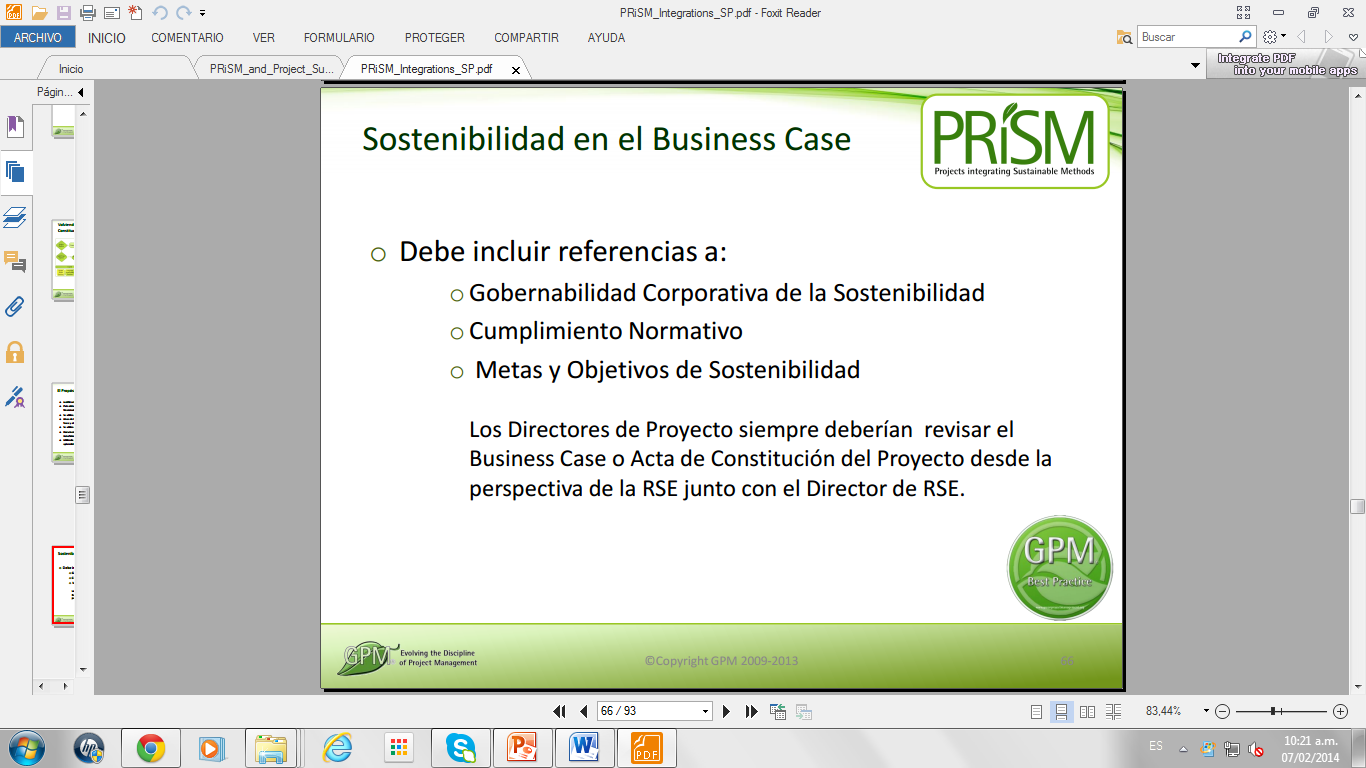 PRiSM_Integrations_SP.pdf - Foxit Reader
ARCHIVO INICIO COMENTARIO VER FORMULARIO PROTEGER COMPARTIR AYUDA
Buscar
Inicio PRiSM_and_Project_Su... PRiSM_Integrations_SP.pdf
Integrate PDF
into your mobile apps
Págin...
Sostenibilidad en el Business Case
PRiSM
Projects integrating Sustainable Methods
Debe incluir referencias a:
Gobernabilidad Corporativa de la Sostenibilidad
Cumplimiento Normativo
Metas y Objetivos de Sostenibilidad
Los Directores de Proyecto siempre deberían revisar el
Business Case o Acta de Constitución del Proyecto desde la
perspectiva de la RSE junto con el Director de RSE.
GPM
Best Practice
GPM
Evolving the Discipline
of Project Management
©Copyright GPM 2009-2013
66
66 / 93
83,44%
ES
10:21 a.m.
07/02/2014